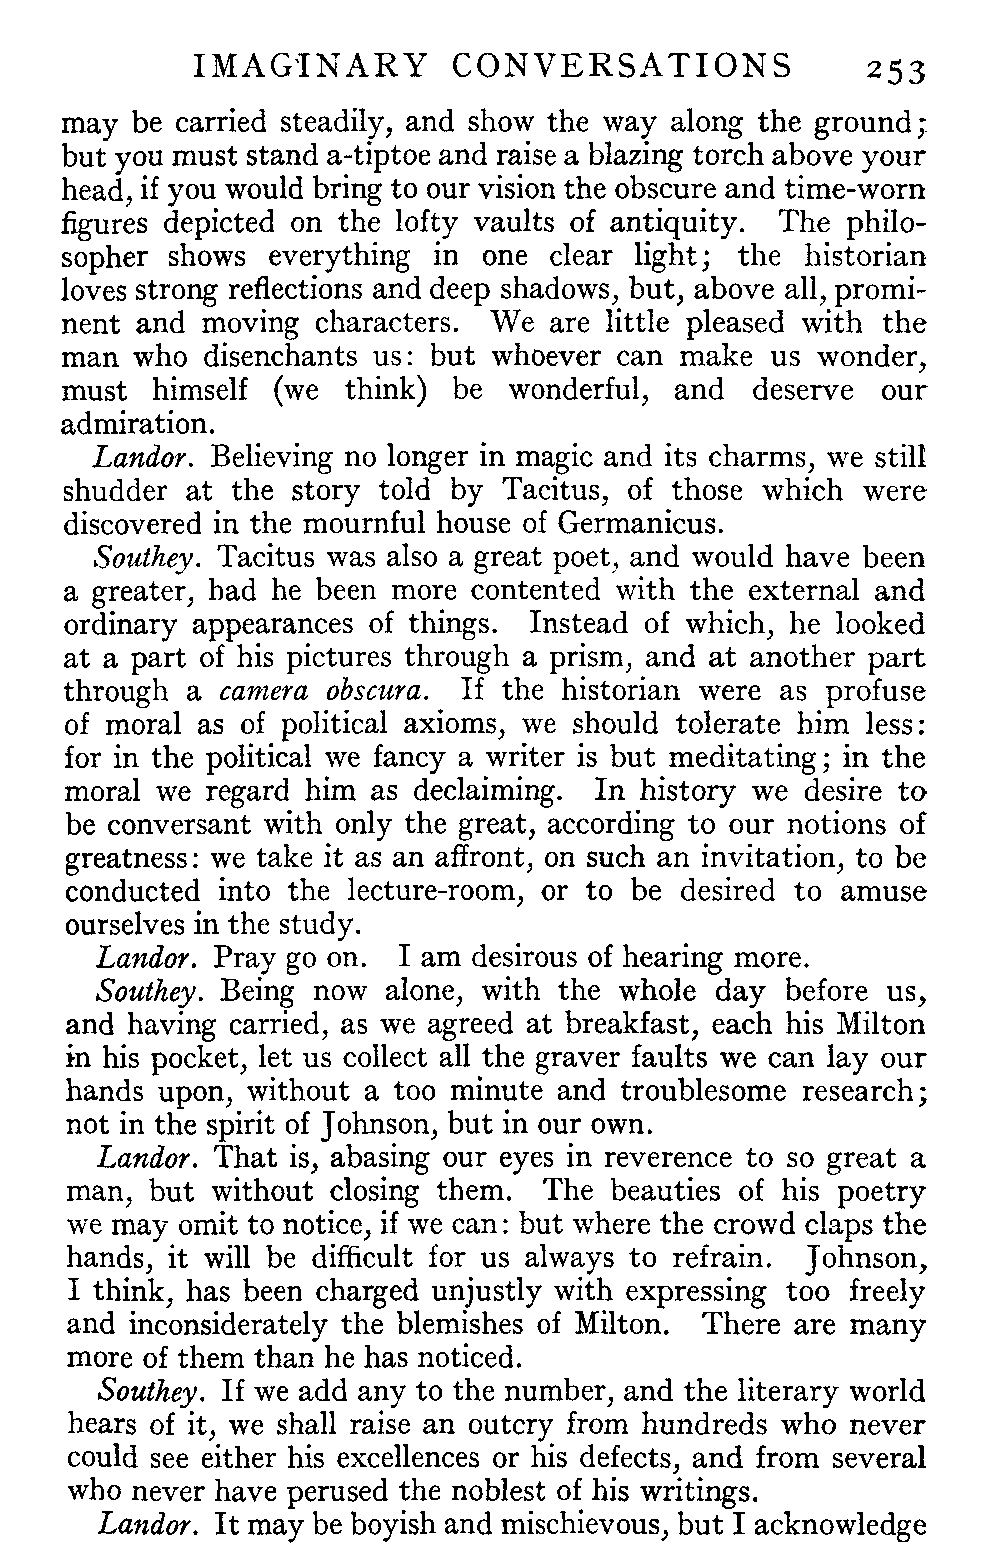 IMAGINARY CONVERSATIONS 253
may be carried steadily, and show the way along the ground;
but you must stand a-tiptoe and raise a blazing torch above your
head, if you would bring to our vision the obscure and time-worn
figures depicted on the lofty vaults of antiquity. The philo-
sopher shows everything in one clear light; the historian
loves strong reflections and deep shadows, but, above all, promi-
nent and moving characters. We are little pleased with the
man who disenchants us: but whoever can make us wonder,
must himself (we think) be wonderful, and deserve our
admiration.
Landor. Believing no longer in magic and its charms, we still
shudder at the story told by Tacitus, of those which were
discovered in the mournful house of Germanicus.
Southey. Tacitus was also a great poet, and would have been
a greater, had he been more contented with the external and
ordinary appearances of things. Instead of which, he looked
at a part of his pictures through a prism, and at another part
through a camera obscura. If the historian were as profuse
of moral as of political axioms, we should tolerate him less:
for in the political we fancy a writer is but meditating; in the
moral we regard him as declaiming. In history we desire to
be conversant with only the great, according to our notions of
greatness: we take it as an affront, on such an invitation, to be
conducted into the lecture-room, or to be desired to amuse
ourselves in the study.
Landor. Pray go on. I am desirous of hearing more.
Southey. Being now alone, with the whole day before us,
and having carried, as we agreed at breakfast, each his Milton
in his pocket, let us collect all the graver faults we can lay our
hands upon, without a too minute and troublesome research;
not in the spirit of Johnson, but in our own.
Landor. That is, abasing our eyes in reverence to so great a
man, but without closing them. The beauties of his poetry
we may omit to notice, if we can: but where the crowd claps the
hands, it will be difficult for us always to refrain. Johnson,
I think, has been charged unjustly with expressing too freely
and inconsiderately the blemishes of Milton. There are many
more of them than he has noticed.
Southey. If we add any to the number, and the literary world
hears of it, we shall raise an outcry from hundreds who never
could see either his excellences or his defects, and from several
who never have perused the noblest of his writings.
Landor. It may be boyish and mischievous, but I acknowledge